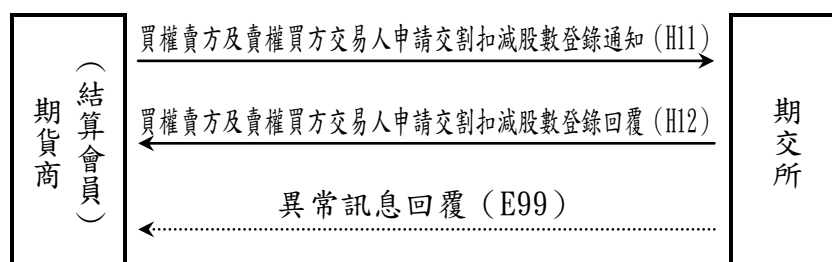 期貨商
（結算會員）
買權賣方及賣權買方交易人申請交割扣減股數登錄通知（H11）
買權賣方及賣權買方交易人申請交割扣減股數登錄回覆（H12）
異常訊息回覆（E99）
期交所